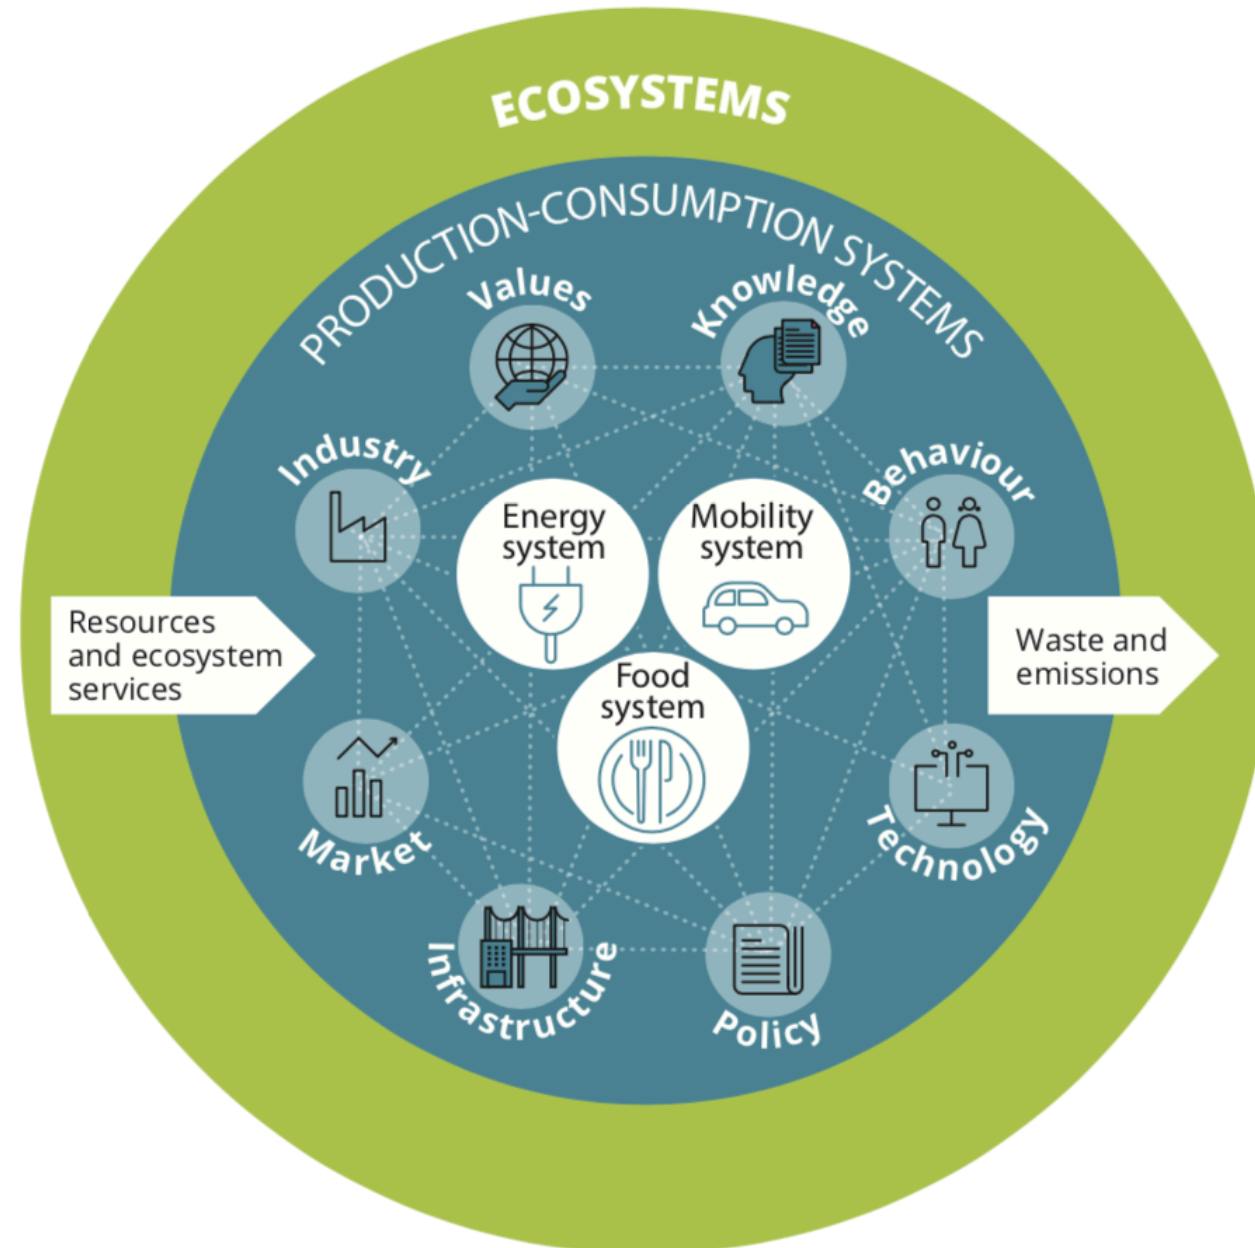 ECOSYSTEMS
PRODUCTION-CONSUMPTION SYSTEMS
Values
Knowledge
Industry
Behaviour
Energy
system
Mobility
system
Resources
and ecosystem
services
Waste and
emissions
Food
system
Market
Technology
Infrastructure
Policy